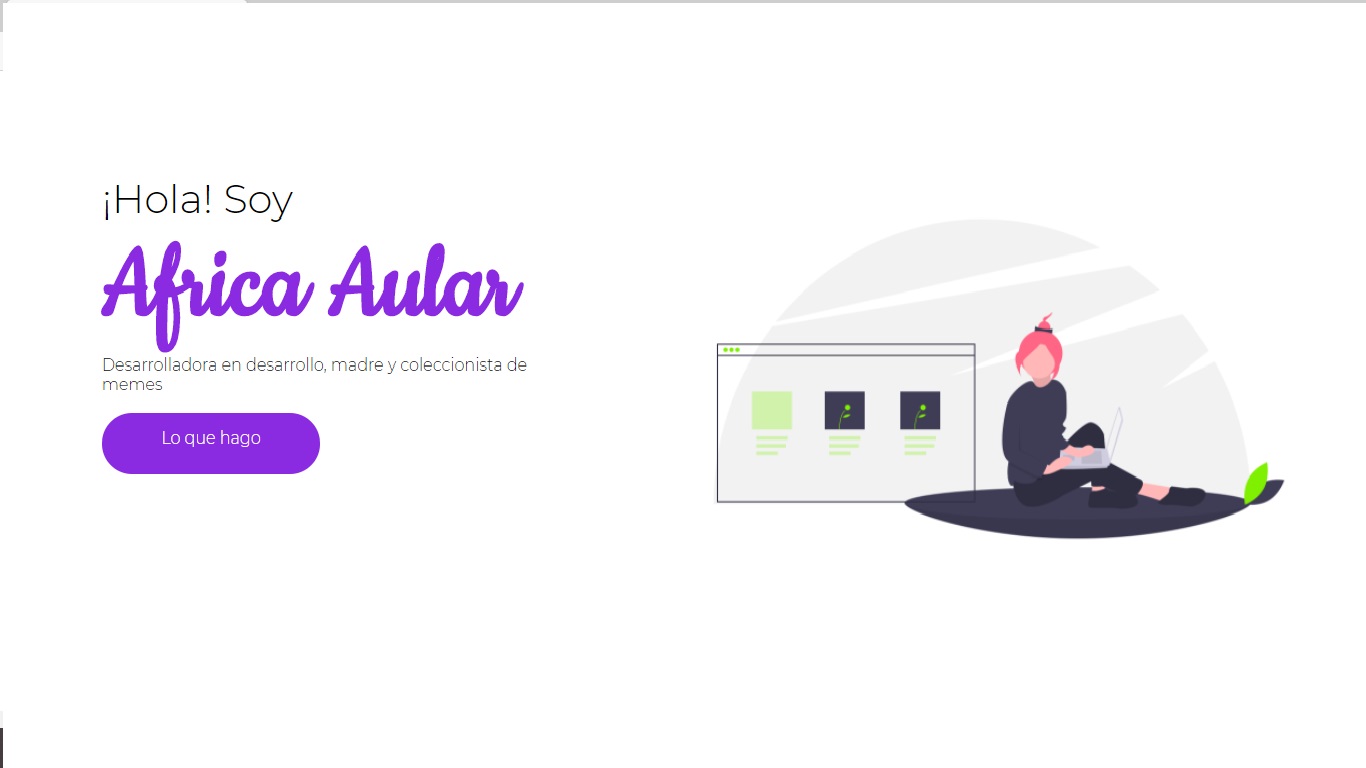 ¡Hola! Soy
Africa Aular
Desarrolladora en desarrollo, madre y coleccionista de
memes
Lo que hago